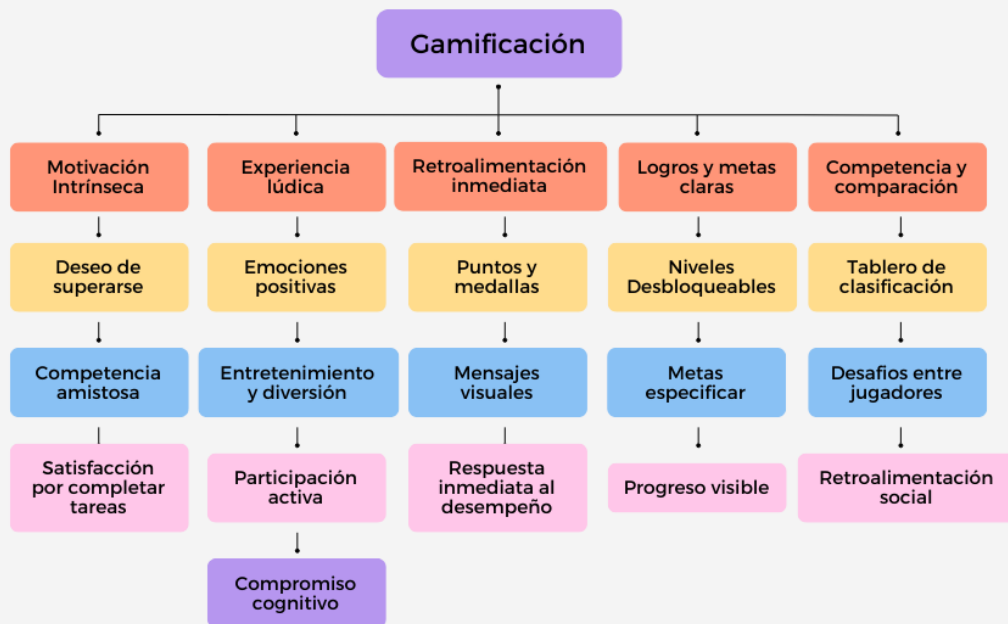 Gamificación
Motivación
Intrínseca
Experiencia
lúdica
Retroalimentación
inmediata
Logros y metas
claras
Competencia y
comparación
Deseo de
superarse
Emociones
positivas
Puntos y
medallas
Niveles
Desbloqueables
Tablero de
clasificación
Competencia
amistosa
Entretenimiento
y diversión
Mensajes
visuales
Metas
especificar
Desafios entre
jugadores
Satisfacción
por completar
tareas
Participación
activa
Respuesta
inmediata al
desempeño
Progreso visible
Retroalimentación
social
Compromiso
cognitivo